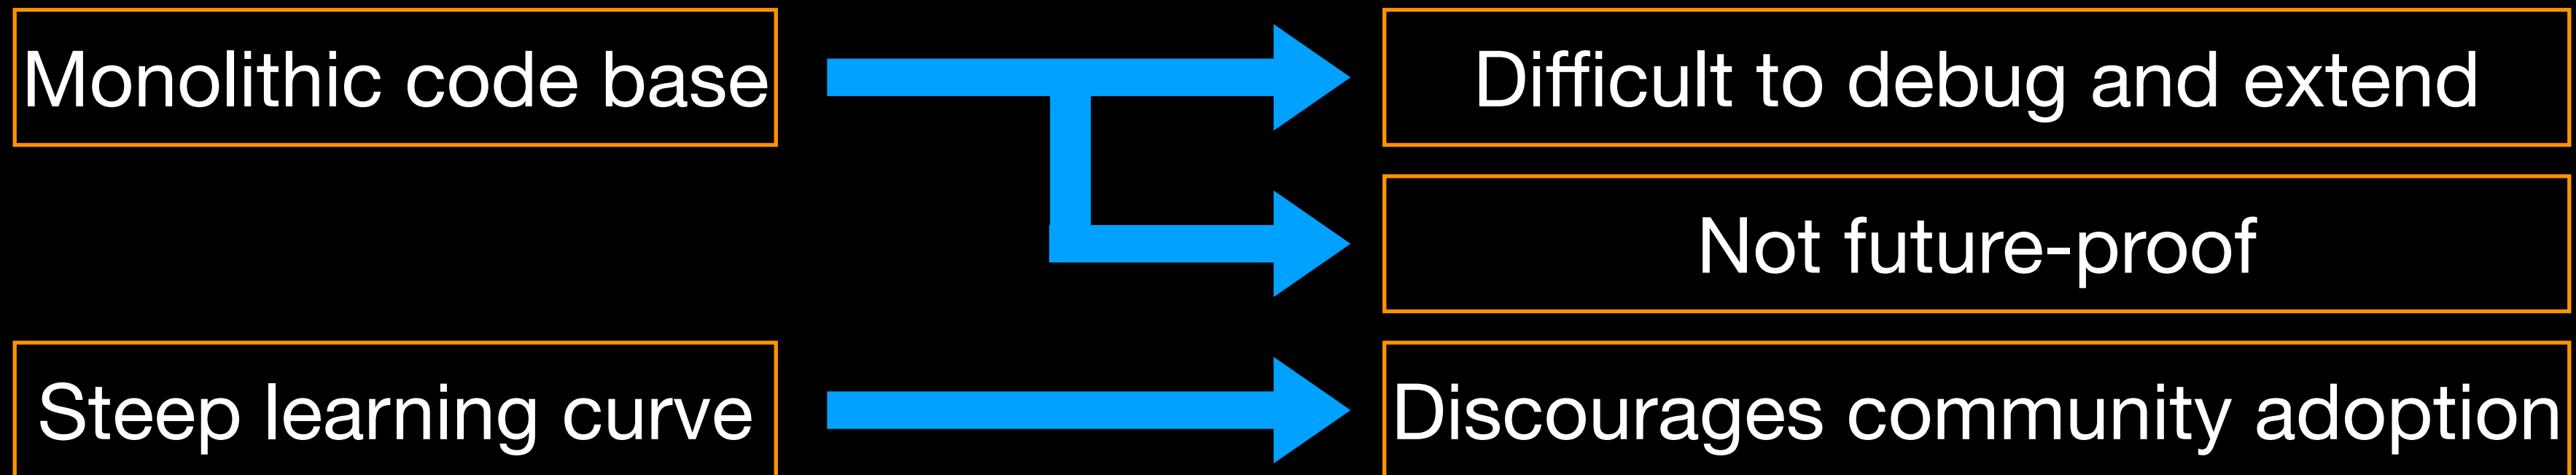 Monolithic code base
Difficult to debug and extend
Not future-proof
Steep learning curve
Discourages community adoption